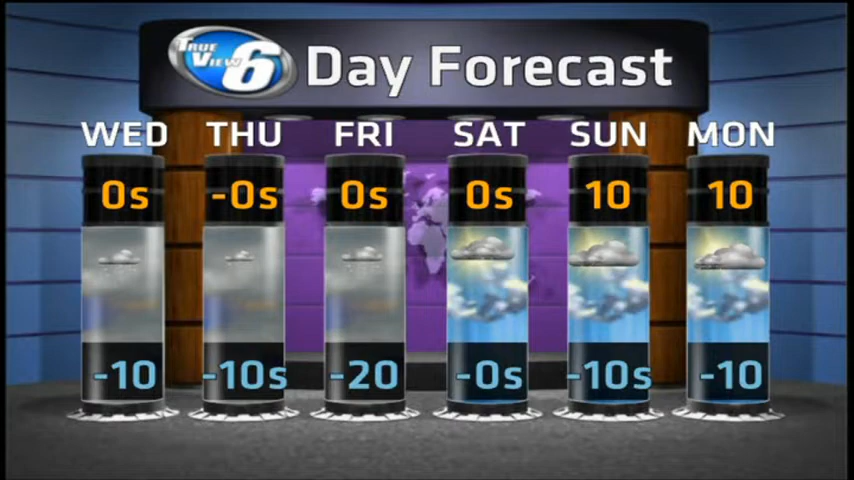 TRUE VIEW 6 Day Forecast
WED THU FRI SAT SUN MON
0s -0s 0s 0s 10 10
-10 -10s -20 -0s -10s -10